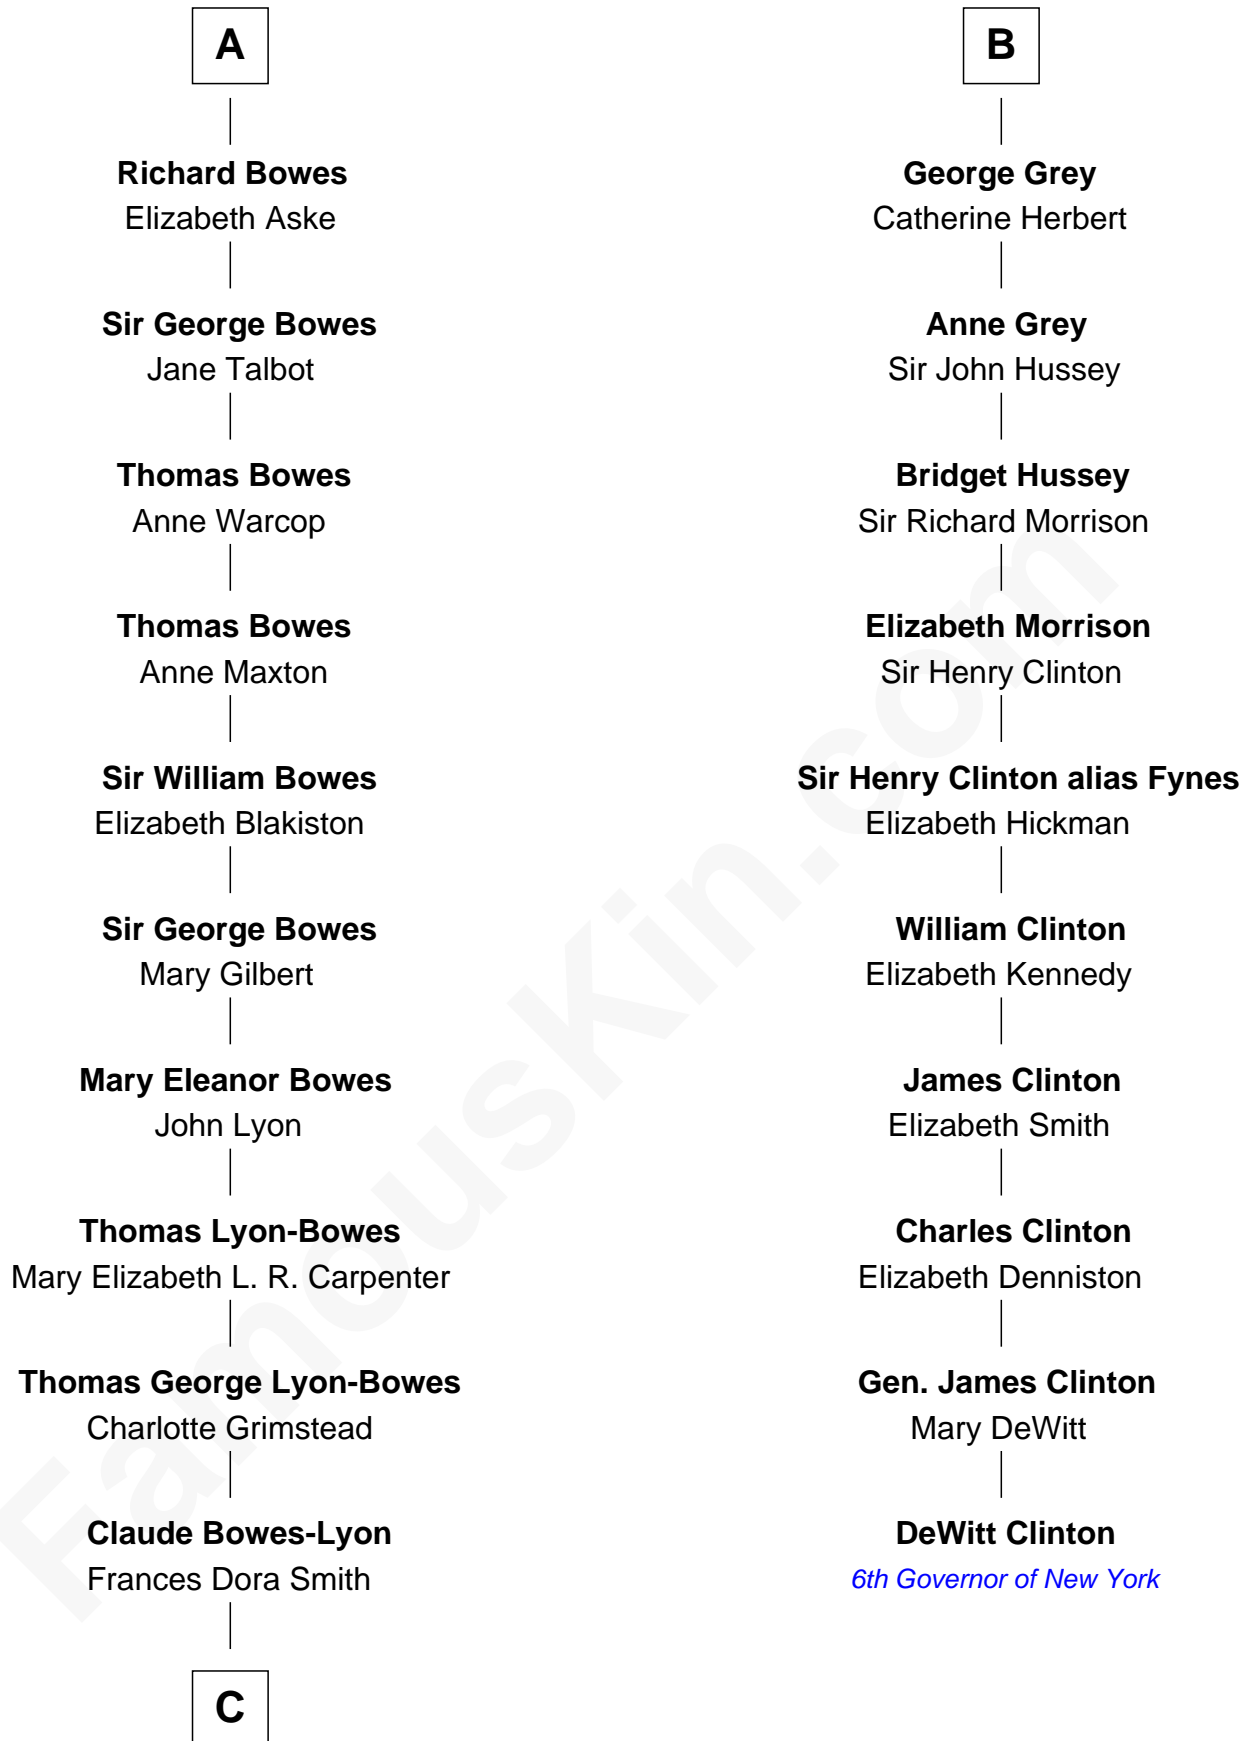 A
Richard Bowes
Elizabeth Aske
Sir George Bowes
Jane Talbot
Thomas Bowes
Anne Warcop
Thomas Bowes
Anne Maxton
Sir William Bowes
Elizabeth Blakiston
Sir George Bowes
Mary Gilbert
Mary Eleanor Bowes
John Lyon
Thomas Lyon-Bowes
Mary Elizabeth L. R. Carpenter
Thomas George Lyon-Bowes
Charlotte Grimstead
Claude Bowes-Lyon
Frances Dora Smith
C
B
George Grey
Catherine Herbert
Anne Grey
Sir John Hussey
Bridget Hussey
Sir Richard Morrison
Elizabeth Morrison
Sir Henry Clinton
Sir Henry Clinton alias Fynes
Elizabeth Hickman
William Clinton
Elizabeth Kennedy
James Clinton
Elizabeth Smith
Charles Clinton
Elizabeth Denniston
Gen. James Clinton
Mary DeWitt
DeWitt Clinton
6th Governor of New York
FamousKin.com